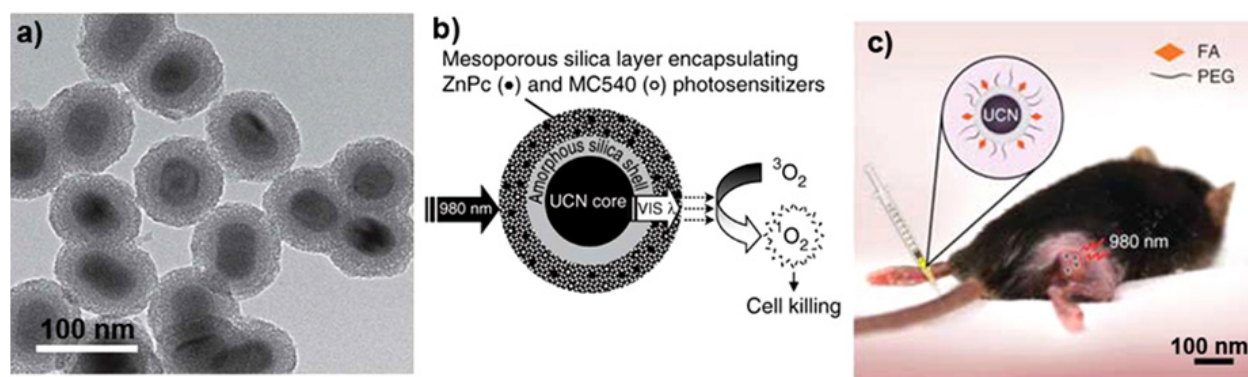 a)
100 nm
b)
Mesoporous silica layer encapsulating
ZnPc (●) and MC540 (○) photosensitizers
Amorphous silica shell
UCN core
980 nm
VIS λ
³O₂
¹O₂
Cell killing
c)
FA
PEG
UCN
980 nm
100 nm